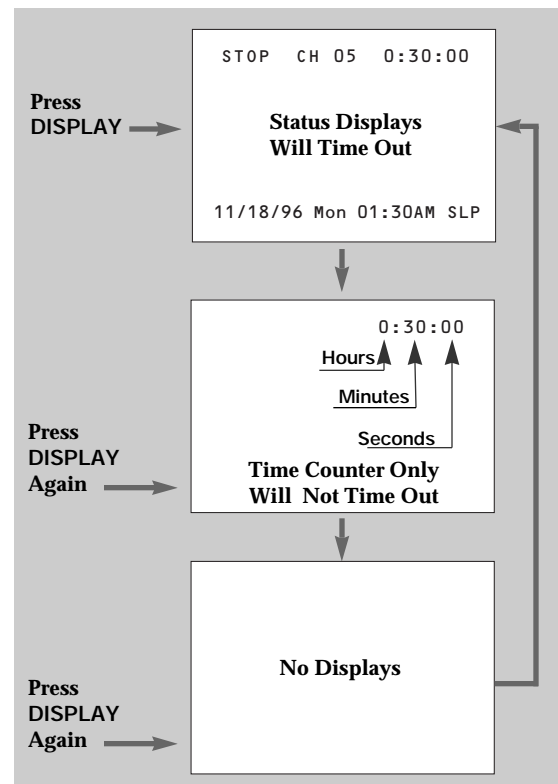 STOP CH 05 0:30:00
Press
DISPLAY
Status Displays
Will Time Out
11/18/96 Mon 01:30AM SLP
0:30:00
Hours
Minutes
Seconds
Press
DISPLAY
Again
Time Counter Only
Will Not Time Out
No Displays
Press
DISPLAY
Again